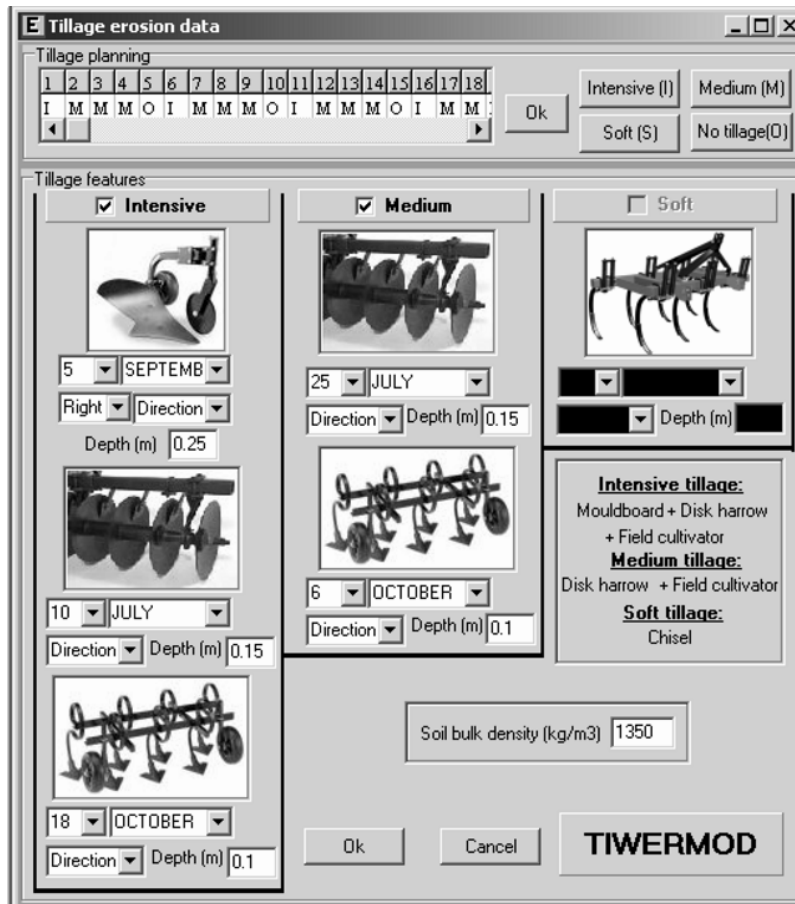 E Tillage erosion data
Tillage planning
1 2 3 4 5 6 7 8 9 10 11 12 13 14 15 16 17 18
I M M M O I M M M O I M M M O I M M
Ok
Intensive (I)
Medium (M)
Soft (S)
No tillage(O)
Tillage features
Intensive
5 SEPTEMB
Right Direction
Depth (m) 0.25
10 JULY
Direction Depth (m) 0.15
18 OCTOBER
Direction Depth (m) 0.1
Medium
25 JULY
Direction Depth (m) 0.15
6 OCTOBER
Direction Depth (m) 0.1
Soft
Depth (m)
Intensive tillage:
Mouldboard + Disk harrow
+ Field cultivator
Medium tillage:
Disk harrow + Field cultivator
Soft tillage:
Chisel
Soil bulk density (kg/m3) 1350
Ok
Cancel
TIWERMOD